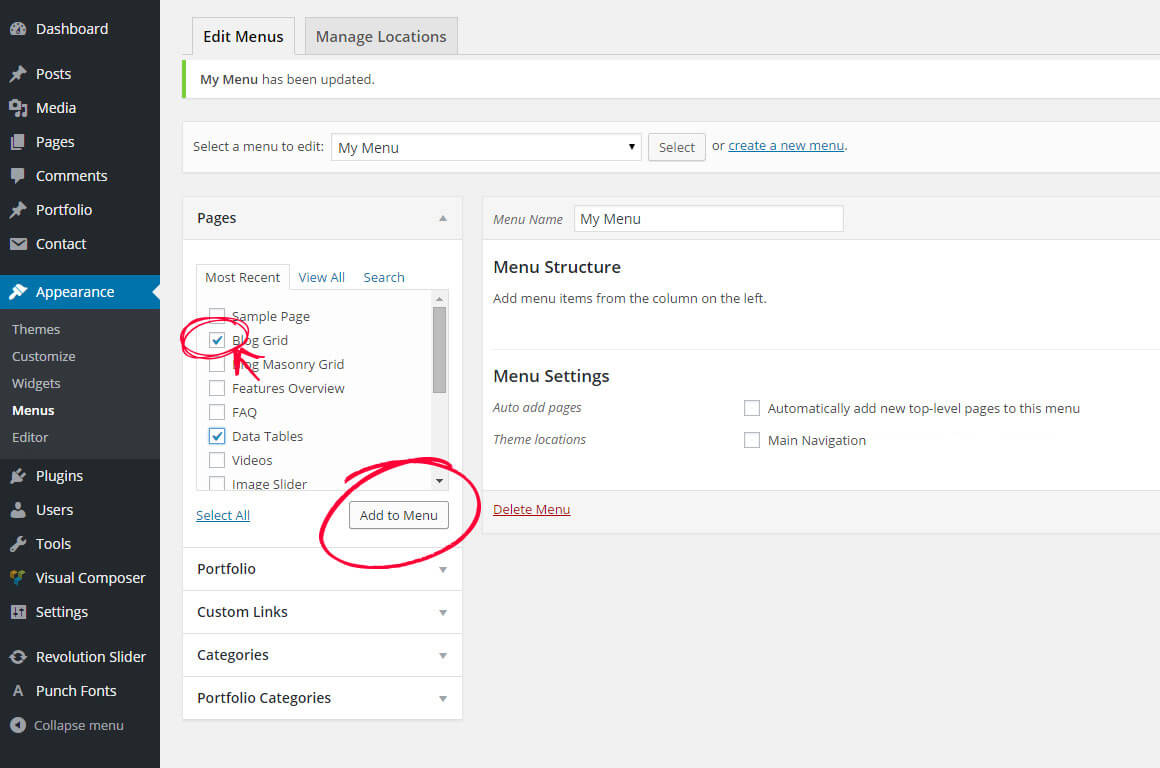 Dashboard
Posts
Media
Pages
Comments
Portfolio
Contact
Appearance
Themes
Customize
Widgets
Menus
Editor
Plugins
Users
Tools
Visual Composer
Settings
Revolution Slider
Punch Fonts
Collapse menu
Edit Menus Manage Locations
My Menu has been updated.
Select a menu to edit: My Menu Select or create a new menu.
Pages
Most Recent View All Search
Sample Page
Blog Grid
Blog Masonry Grid
Features Overview
FAQ
Data Tables
Videos
Image Slider
Select All Add to Menu
Portfolio
Custom Links
Categories
Portfolio Categories
Menu Name My Menu
Menu Structure
Add menu items from the column on the left.
Menu Settings
Auto add pages Automatically add new top-level pages to this menu
Theme locations Main Navigation
Delete Menu